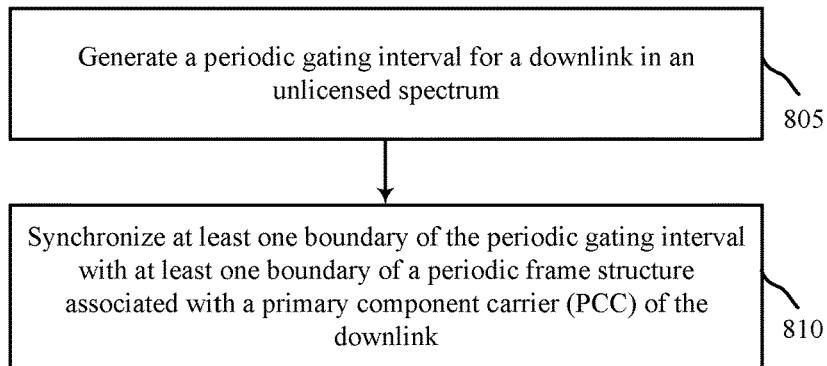 Generate a periodic gating interval for a downlink in an
unlicensed spectrum
805
Synchronize at least one boundary of the periodic gating interval
with at least one boundary of a periodic frame structure
associated with a primary component carrier (PCC) of the
downlink
810